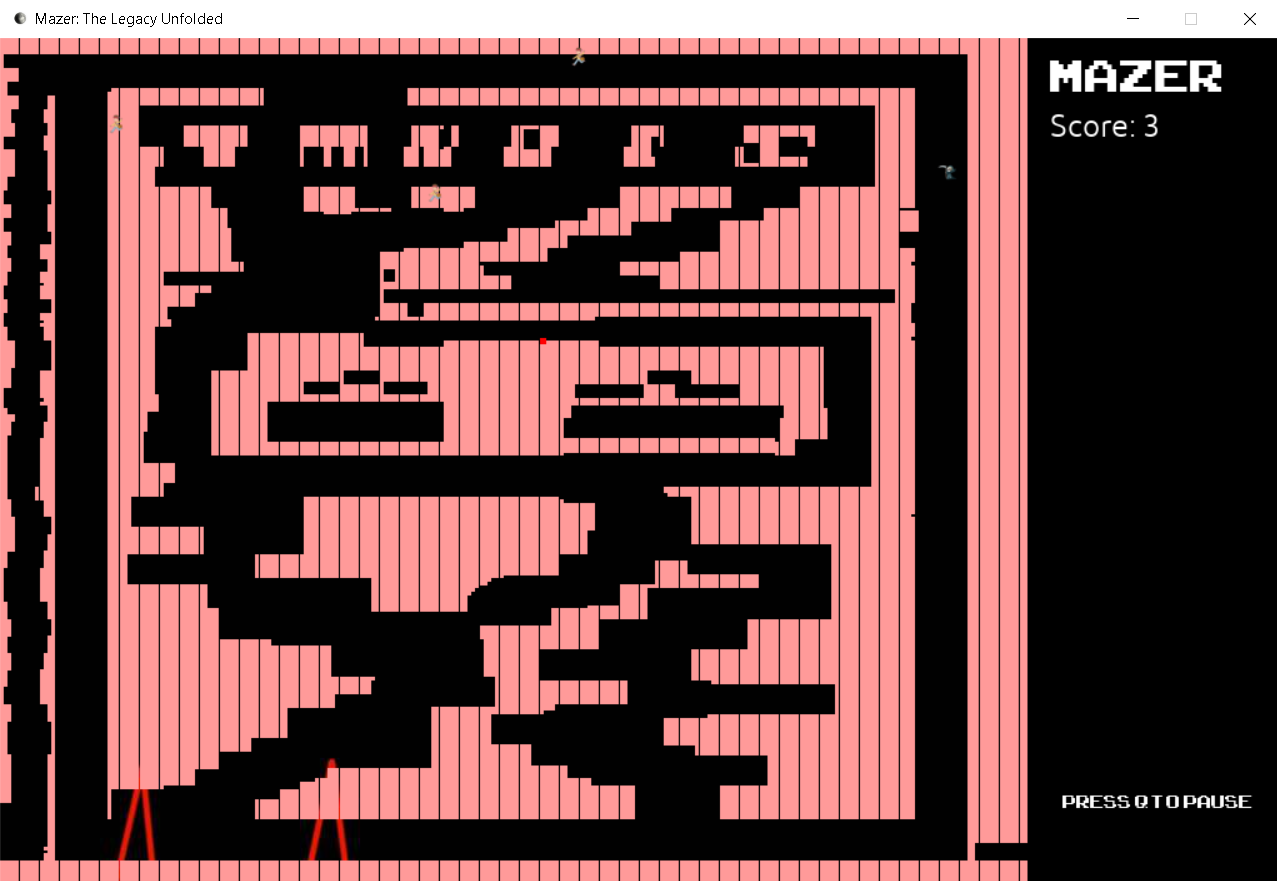 Mazer: The Legacy Unfolded
MAZER
Score: 3
PRESS Q TO PAUSE